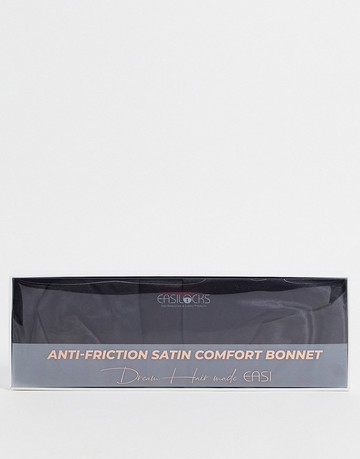 EASILOCKS
ANTI-FRICTION SATIN COMFORT BONNET
Dream Hair made EASI